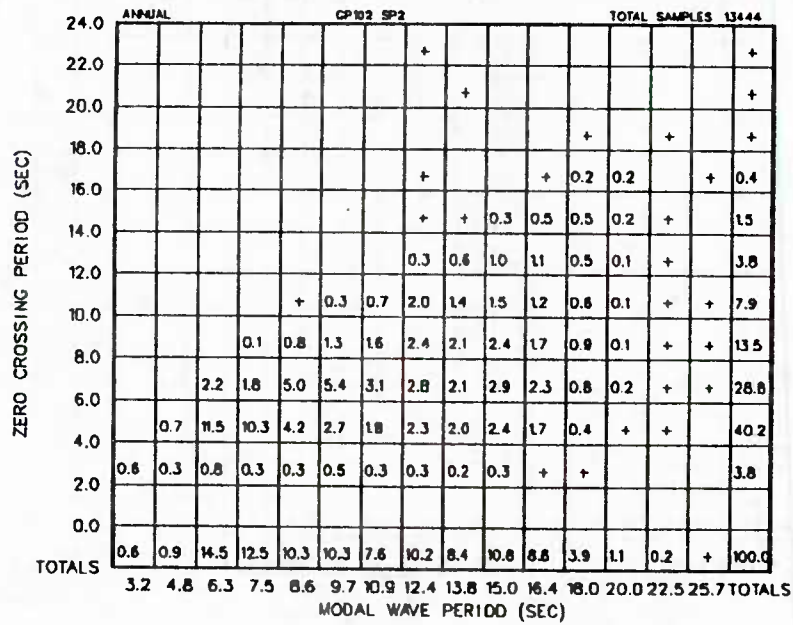 ANNUAL GP102 SP2 TOTAL SAMPLES 13444
24.0
+ +
22.0
+ +
20.0
+ + +
18.0
+ + 0.2 0.2 + 0.4
16.0
+ + 0.3 0.5 0.5 0.2 + 1.5
14.0
0.3 0.6 1.0 1.1 0.5 0.1 + 3.8
12.0
+ 0.3 0.7 2.0 1.4 1.5 1.2 0.6 0.1 + + 7.9
10.0
0.1 0.8 1.3 1.6 2.4 2.1 2.4 1.7 0.9 0.1 + + 13.5
8.0
2.2 1.8 5.0 5.4 3.1 2.8 2.1 2.9 2.3 0.8 0.2 + + 28.8
6.0
0.7 11.5 10.3 4.2 2.7 1.8 2.3 2.0 2.4 1.7 0.4 + + 40.2
4.0
0.6 0.3 0.8 0.3 0.3 0.5 0.3 0.3 0.2 0.3 + + 3.8
2.0
0.0
TOTALS 0.6 0.9 14.5 12.5 10.3 10.3 7.6 10.2 8.4 10.8 8.6 3.9 1.1 0.2 + 100.0
3.2 4.8 6.3 7.5 8.6 9.7 10.9 12.4 13.8 15.0 16.4 18.0 20.0 22.5 25.7 TOTALS
MODAL WAVE PERIOD (SEC)
ZERO CROSSING PERIOD (SEC)